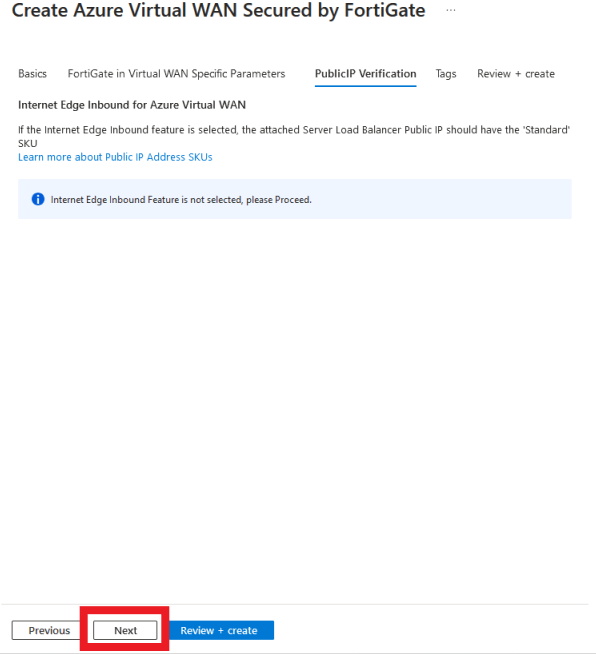 Create Azure Virtual WAN Secured by FortiGate ...
Basics FortiGate in Virtual WAN Specific Parameters PublicIP Verification Tags Review + create
Internet Edge Inbound for Azure Virtual WAN
If the Internet Edge Inbound feature is selected, the attached Server Load Balancer Public IP should have the 'Standard'
SKU
Learn more about Public IP Address SKUs
Internet Edge Inbound Feature is not selected, please Proceed.
Previous Next Review + create